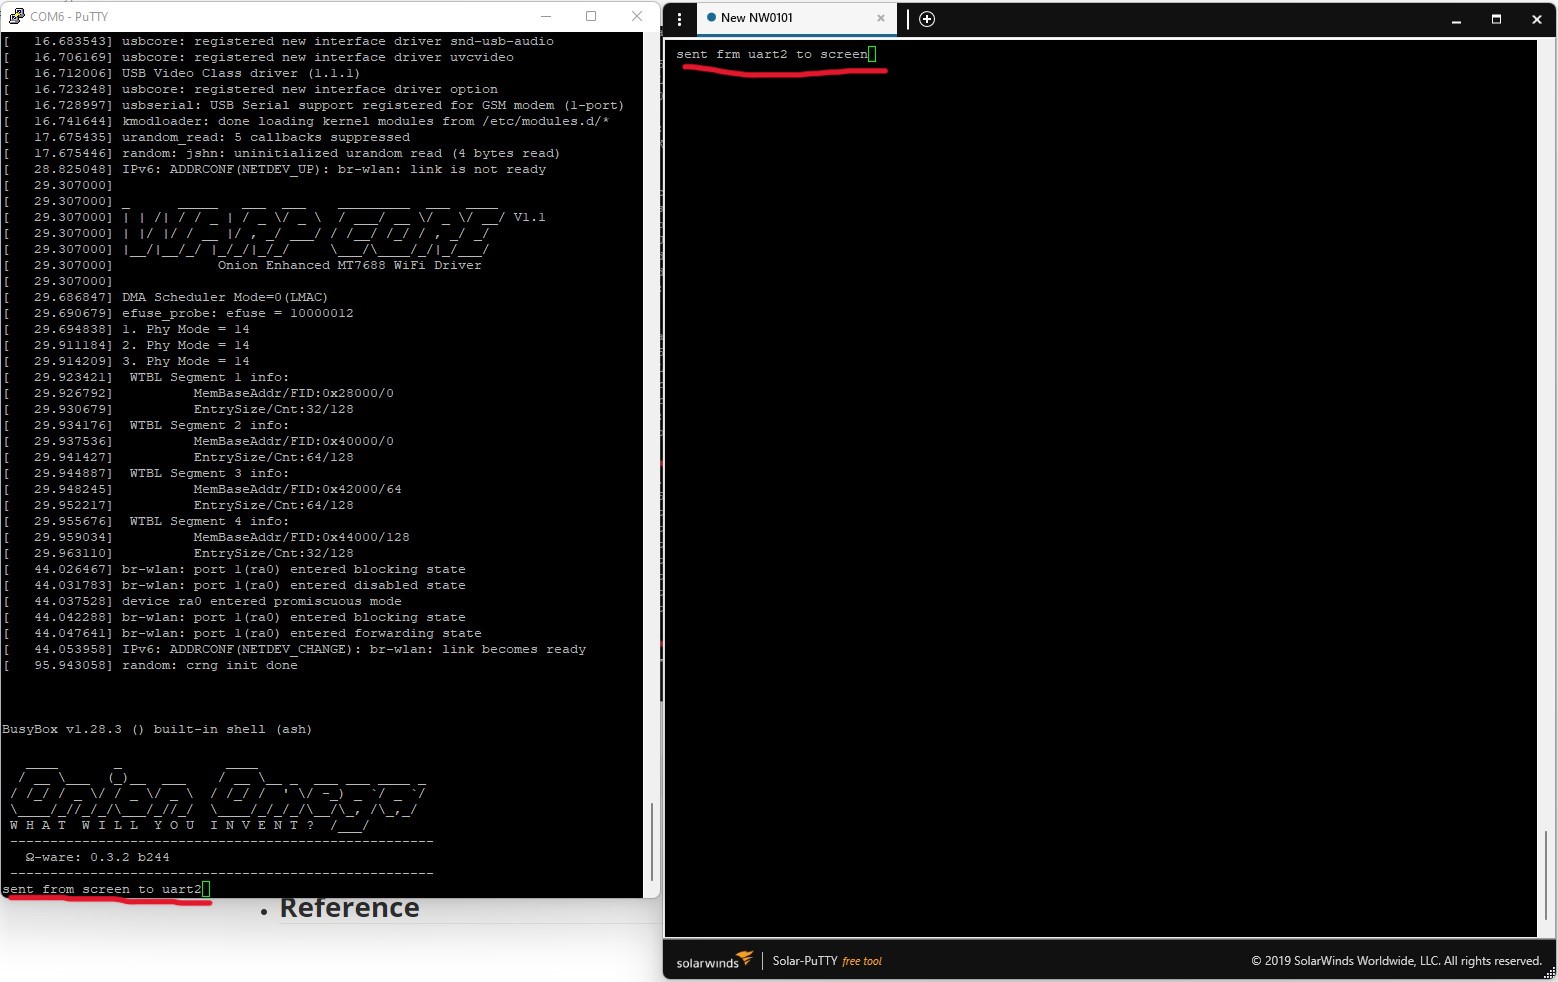 COM6 - PuTTY
[   16.683543] usbcore: registered new interface driver snd-usb-audio
[   16.706169] usbcore: registered new interface driver uvcvideo
[   16.712006] USB Video Class driver (1.1.1)
[   16.723248] usbcore: registered new interface driver option
[   16.728997] usbserial: USB Serial support registered for GSM modem (1-port)
[   16.741644] kmodloader: done loading kernel modules from /etc/modules.d/*
[   17.675435] urandom_read: 5 callbacks suppressed
[   17.675446] random: jshn: uninitialized urandom read (4 bytes read)
[   28.825048] IPv6: ADDRCONF(NETDEV_UP): br-wlan: link is not ready
[   29.307000]
[   29.307000]
[   29.307000] V1.1
[   29.307000]
[   29.307000]
[   29.307000] Onion Enhanced MT7688 WiFi Driver
[   29.307000]
[   29.686847] DMA Scheduler Mode=0(LMAC)
[   29.690679] efuse_probe: efuse = 10000012
[   29.694838] 1. Phy Mode = 14
[   29.911184] 2. Phy Mode = 14
[   29.914209] 3. Phy Mode = 14
[   29.923421]  WTBL Segment 1 info:
[   29.926792]          MemBaseAddr/FID:0x28000/0
[   29.930679]          EntrySize/Cnt:32/128
[   29.934176]  WTBL Segment 2 info:
[   29.937536]          MemBaseAddr/FID:0x40000/0
[   29.941427]          EntrySize/Cnt:64/128
[   29.944887]  WTBL Segment 3 info:
[   29.948245]          MemBaseAddr/FID:0x42000/64
[   29.952217]          EntrySize/Cnt:64/128
[   29.955676]  WTBL Segment 4 info:
[   29.959034]          MemBaseAddr/FID:0x44000/128
[   29.963110]          EntrySize/Cnt:32/128
[   44.026467] br-wlan: port 1(ra0) entered blocking state
[   44.031783] br-wlan: port 1(ra0) entered disabled state
[   44.037528] device ra0 entered promiscuous mode
[   44.042288] br-wlan: port 1(ra0) entered blocking state
[   44.047641] br-wlan: port 1(ra0) entered forwarding state
[   44.053958] IPv6: ADDRCONF(NETDEV_CHANGE): br-wlan: link becomes ready
[   95.943058] random: crng init done
BusyBox v1.28.3 () built-in shell (ash)
Onion Omega
W H A T  W I L L  Y O U  I N V E N T ?
Ω-ware: 0.3.2 b244
sent from screen to uart2
• Reference
New NW0101
sent frm uart2 to screen
solarwinds
Solar-PuTTY free tool
© 2019 SolarWinds Worldwide, LLC. All rights reserved.